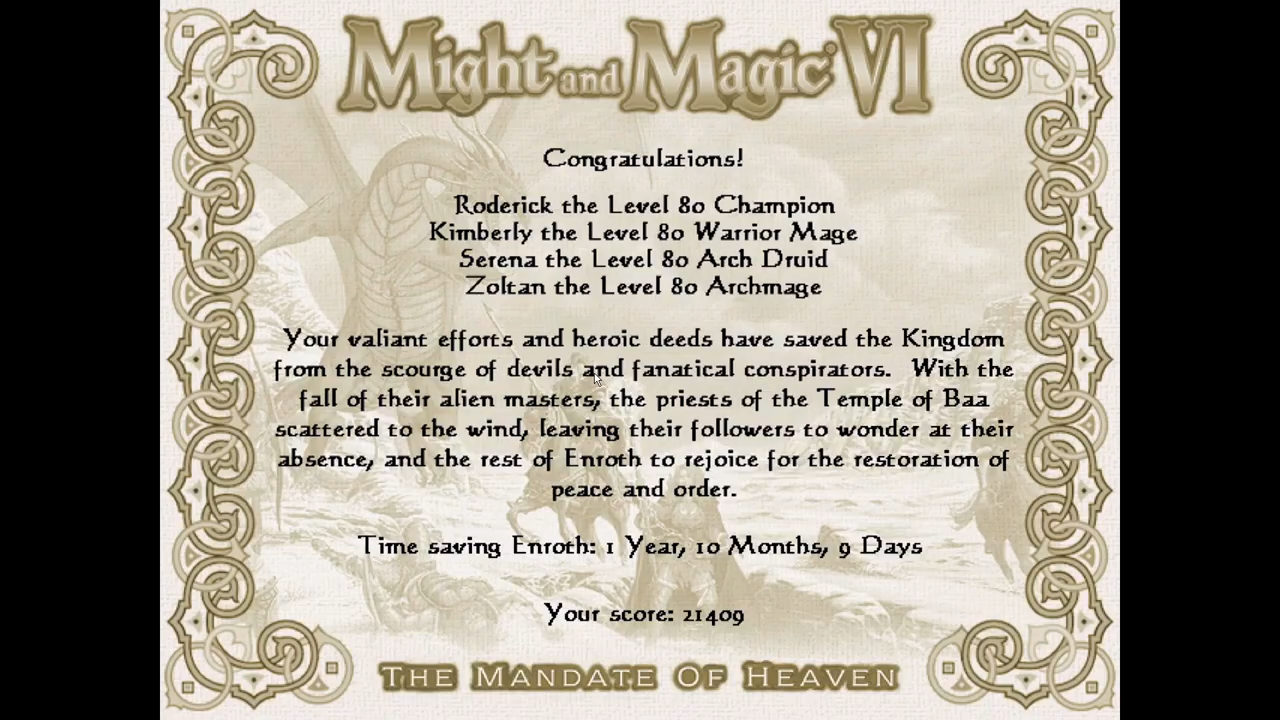 Might and Magic® VI
Congratulations!
Roderick the Level 80 Champion
Kimberly the Level 80 Warrior Mage
Serena the Level 80 Arch Druid
Zoltan the Level 80 Archmage
Your valiant efforts and heroic deeds have saved the Kingdom
from the scourge of devils and fanatical conspirators.  With the
fall of their alien masters, the priests of the Temple of Baa
scattered to the wind, leaving their followers to wonder at their
absence, and the rest of Enroth to rejoice for the restoration of
peace and order.
Time saving Enroth: 1 Year, 10 Months, 9 Days
Your score: 21409
The Mandate Of Heaven